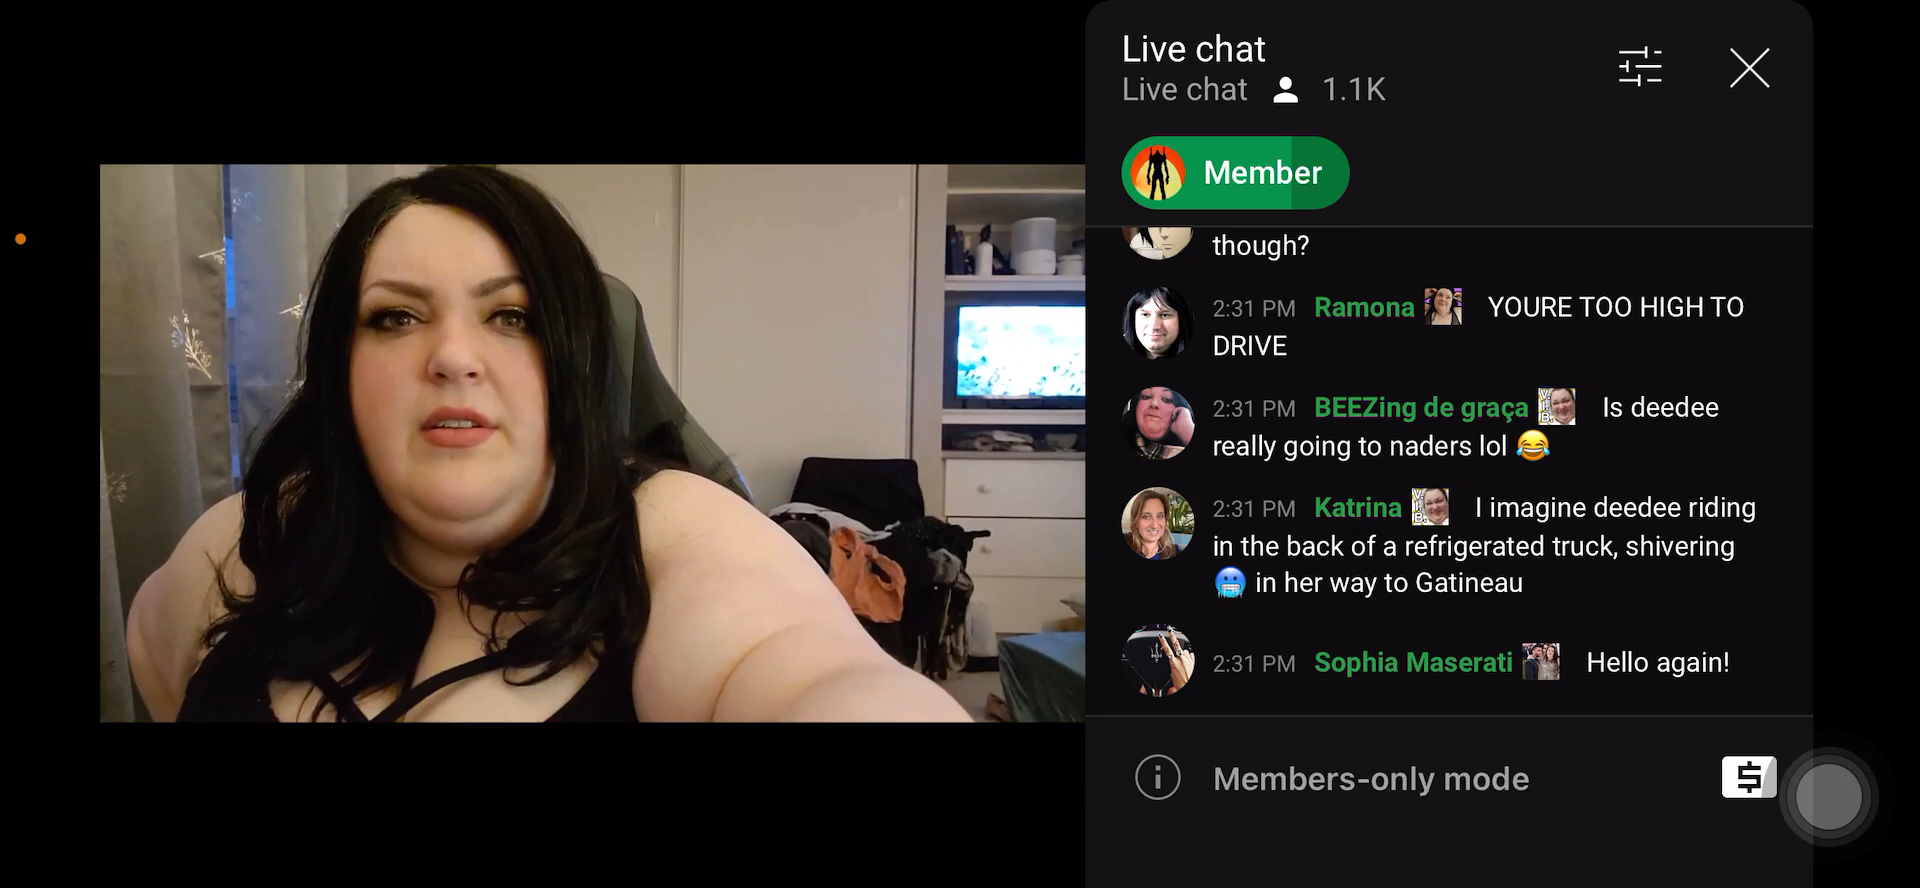 Live chat
Live chat 1.1K
Member
though?
2:31 PM Ramona YOURE TOO HIGH TO
DRIVE
2:31 PM BEEZing de graça Is deedee
really going to naders lol 😂
2:31 PM Katrina I imagine deedee riding
in the back of a refrigerated truck, shivering
🥶 in her way to Gatineau
2:31 PM Sophia Maserati Hello again!
Members-only mode